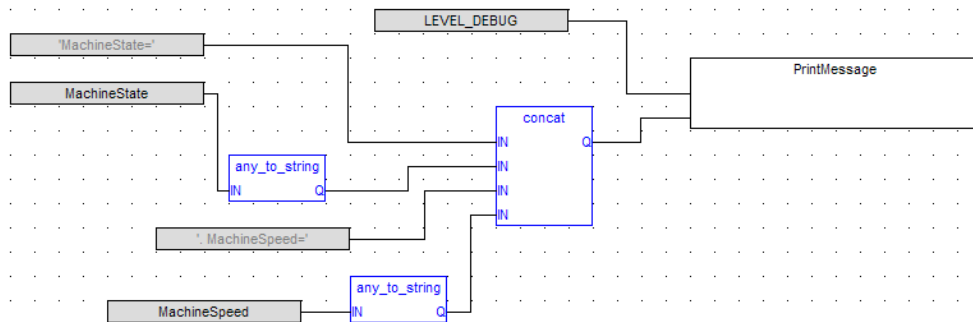 LEVEL_DEBUG
'MachineState='
PrintMessage
MachineState
concat
IN Q
any_to_string
IN
IN Q
IN
IN
'. MachineSpeed='
any_to_string
MachineSpeed
IN Q